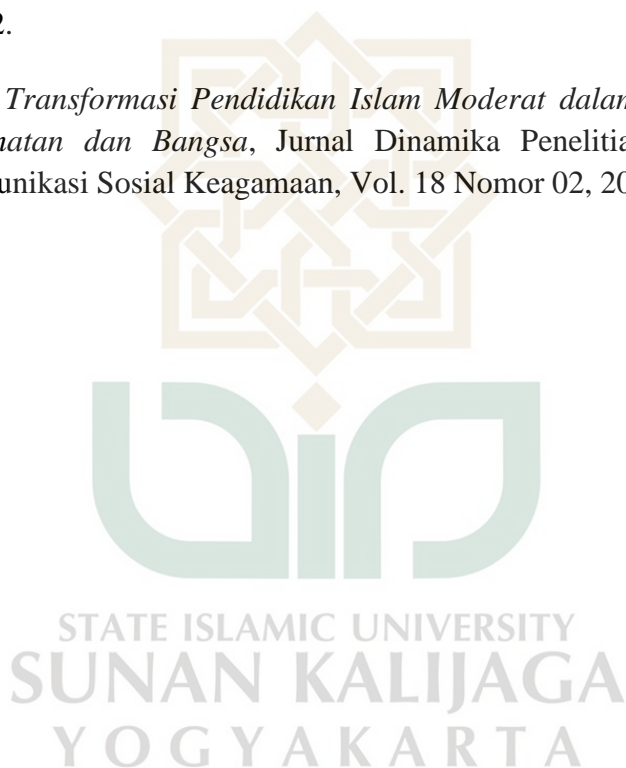 2.
Transformasi Pendidikan Islam Moderat dalam
matan dan Bangsa, Jurnal Dinamika Penelitia
unikasi Sosial Keagamaan, Vol. 18 Nomor 02, 20
STATE ISLAMIC UNIVERSITY
SUNAN KALIJAGA
YOGYAKARTA